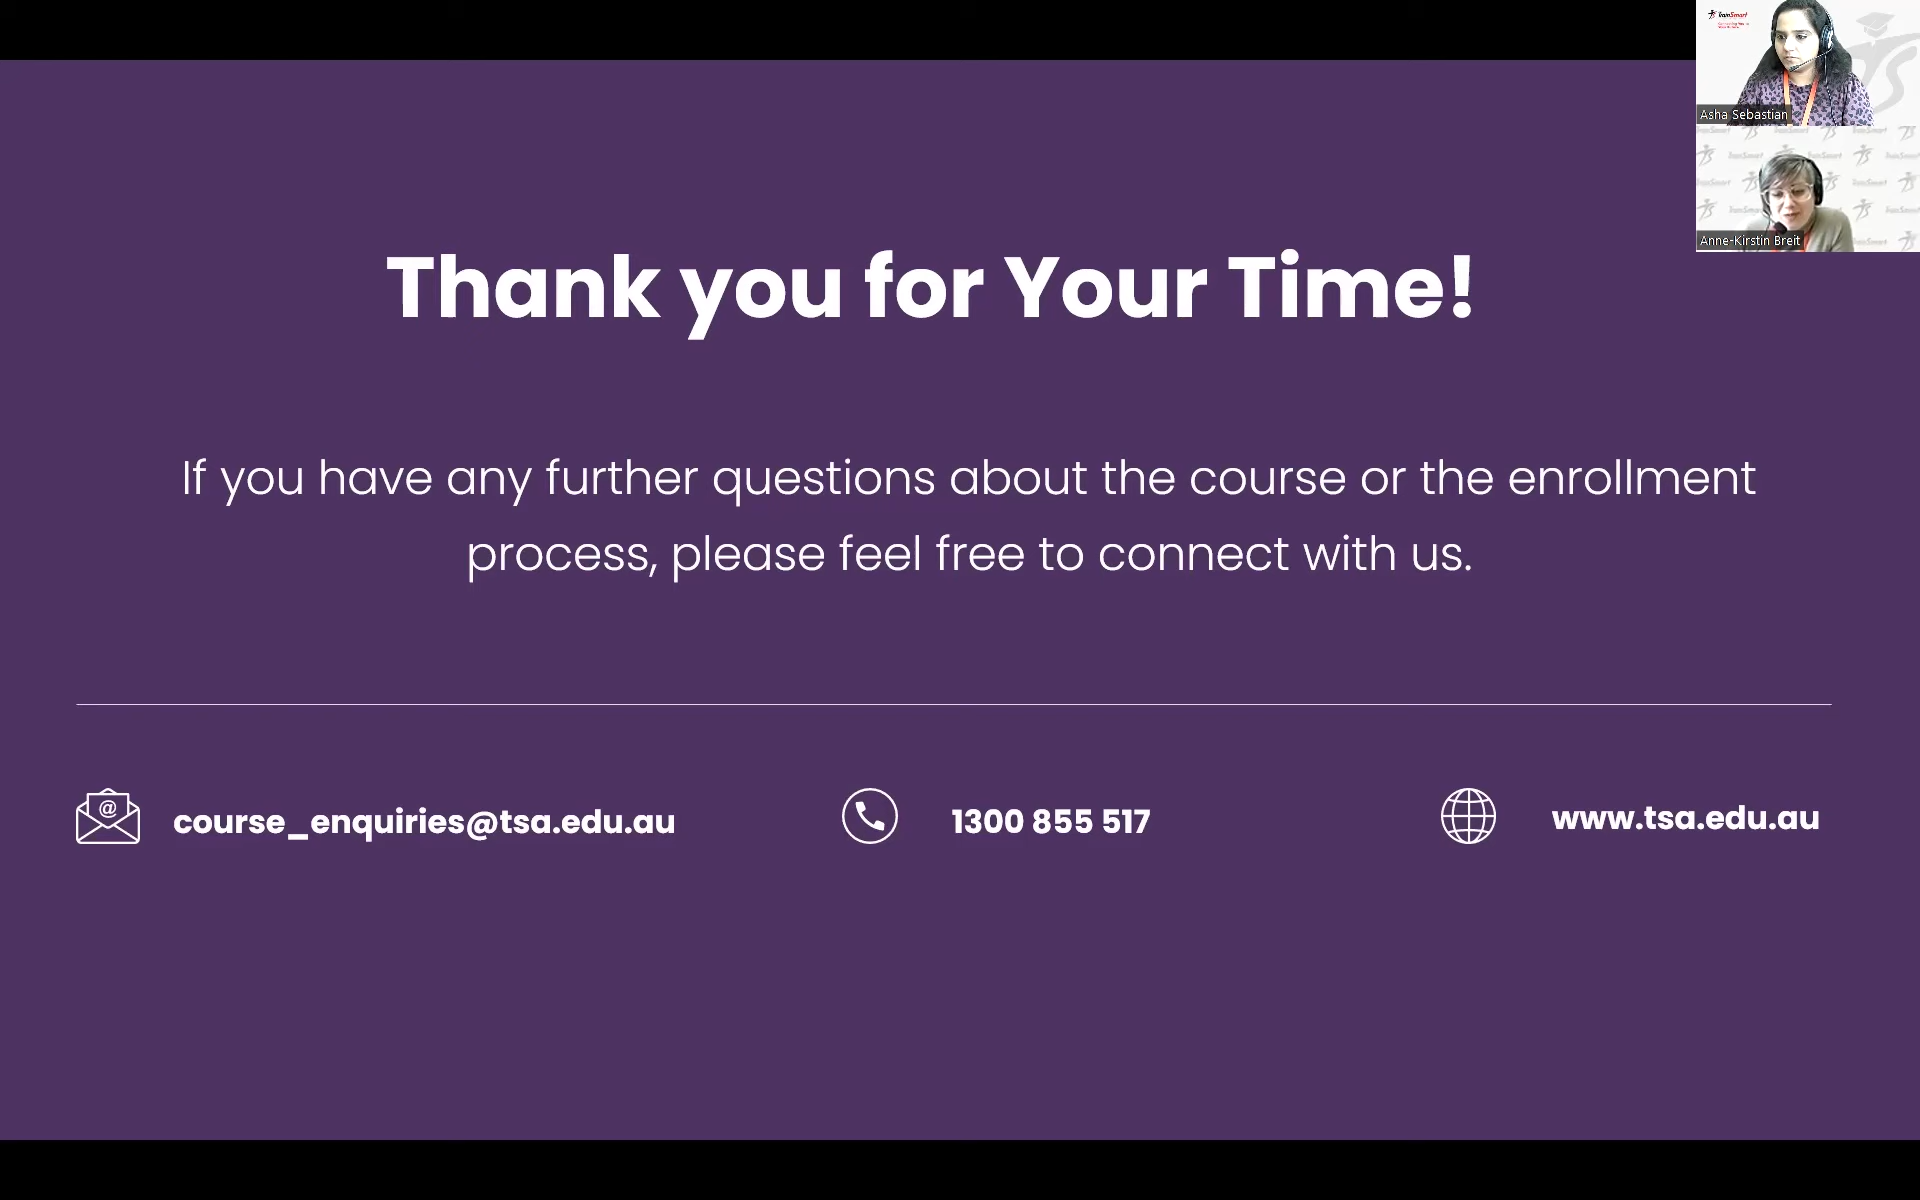 TrainSmart
Asha Sebastian
Anne-Kirstin Breit
Thank you for Your Time!
If you have any further questions about the course or the enrollment
process, please feel free to connect with us.
course_enquiries@tsa.edu.au
1300 855 517
www.tsa.edu.au